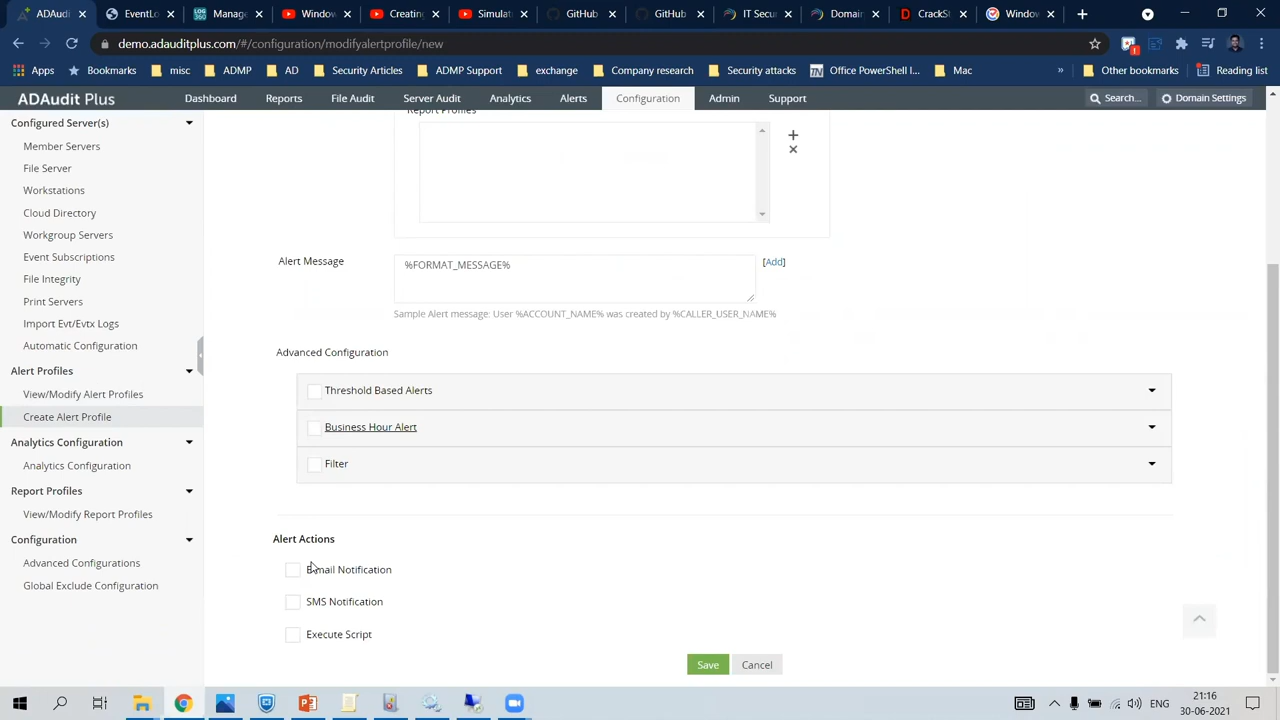 ADAudit Plus
EventLo
Manage
Window
Creating
Simulat
GitHub
GitHub
IT Secur
Domain
CrackSt
Window
demo.adauditplus.com/#/configuration/modifyalertprofile/new
Apps
Bookmarks
misc
ADMP
AD
Security Articles
ADMP Support
exchange
Company research
Security attacks
Office PowerShell I...
Mac
»
Other bookmarks
Reading list
ADAudit Plus
Dashboard
Reports
File Audit
Server Audit
Analytics
Alerts
Configuration
Admin
Support
Search...
Domain Settings
Configured Server(s)
Member Servers
File Server
Workstations
Cloud Directory
Workgroup Servers
Event Subscriptions
File Integrity
Print Servers
Import Evt/Evtx Logs
Automatic Configuration
Alert Profiles
View/Modify Alert Profiles
Create Alert Profile
Analytics Configuration
Analytics Configuration
Report Profiles
View/Modify Report Profiles
Configuration
Advanced Configurations
Global Exclude Configuration
Report Profiles
Alert Message
%FORMAT_MESSAGE%
[Add]
Sample Alert message: User %ACCOUNT_NAME% was created by %CALLER_USER_NAME%
Advanced Configuration
Threshold Based Alerts
Business Hour Alert
Filter
Alert Actions
Email Notification
SMS Notification
Execute Script
Save
Cancel
ENG
21:16
30-06-2021